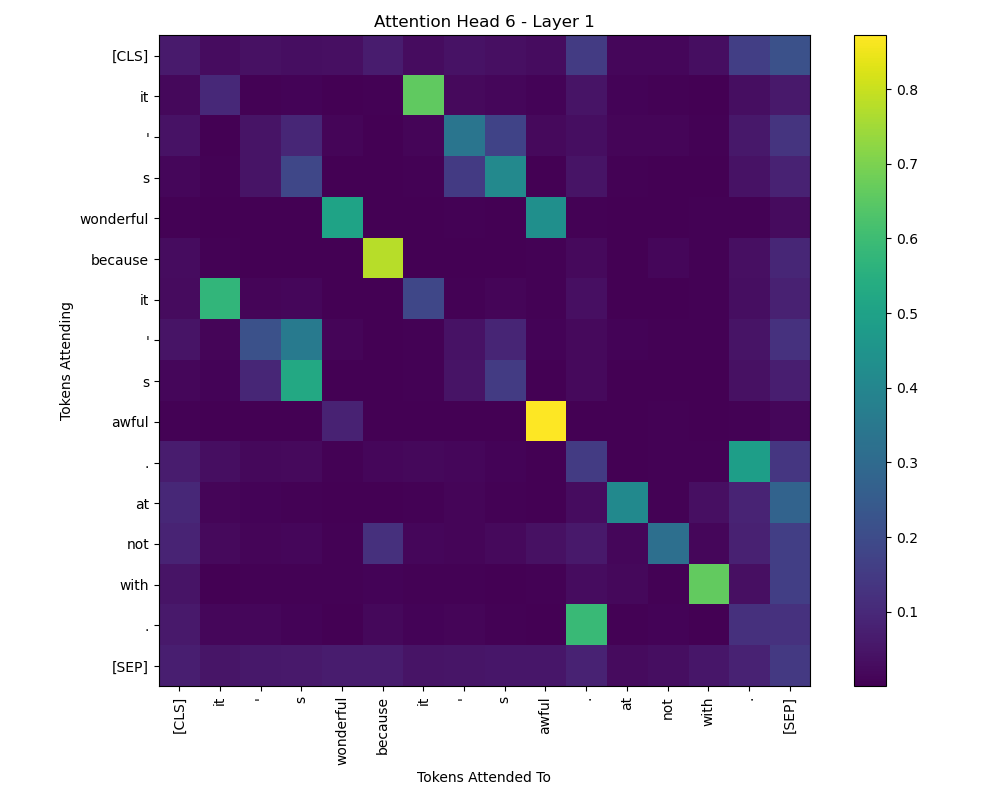 Attention Head 6 - Layer 1
[CLS]
it
'
s
wonderful
because
it
'
s
awful
.
at
not
with
.
[SEP]
Tokens Attending
[CLS]
it
'
s
wonderful
because
it
'
s
awful
.
at
not
with
.
[SEP]
Tokens Attended To
0.8
0.7
0.6
0.5
0.4
0.3
0.2
0.1